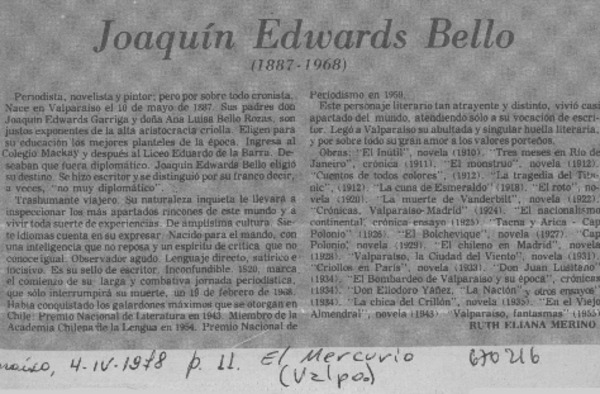 Joaquín Edwards Bello
(1887-1968)
Periodista, novelista y pintor; pero por sobre todo cronista.
Nace en Valparaíso el 10 de mayo de 1887. Sus padres don
Joaquín Edwards Garriga y doña Ana Luisa Bello Rozas, son
justos exponentes de la alta aristocracia criolla. Eligen para
su educación los mejores planteles de la época. Ingresa al
Colegio Mackay y después al Liceo Eduardo de la Barra. De-
seaban que fuera diplomático. Joaquín Edwards Bello eligió
su destino. Se hizo escritor y se distinguió por su franco decir,
a veces, "no muy diplomático".
Trashumante viajero. Su naturaleza inquieta le llevará a
inspeccionar los más apartados rincones de este mundo y a
vivir toda suerte de experiencias. De amplísima cultura. Sie-
te idiomas cuenta en su expresar. Nacido para el mando, con
una inteligencia que no reposa y un espíritu de crítica que no
conoce igual. Observador agudo. Lenguaje directo, satírico e
incisivo. Es su sello de escritor. Inconfundible. 1920, marca
el comienzo de su larga y combativa jornada periodística,
que sólo interrumpirá su muerte, un 19 de febrero de 1968.
Había conquistado los galardones máximos que se otorgan en
Chile: Premio Nacional de Literatura en 1943. Miembro de la
Academia Chilena de la Lengua en 1954. Premio Nacional de
Periodismo en 1959.
Este personaje literario tan atrayente y distinto, vivió casi
apartado del mundo, atendiendo sólo a su vocación de escri-
tor. Legó a Valparaíso su abultada y singular huella literaria,
y por sobre todo su gran amor a los valores porteños.
Obras: "El Inútil", novela (1910). "Tres meses en Río de
Janeiro", crónica (1911). "El monstruo", novela (1912).
"Cuentos de todos colores", (1912). "La tragedia del Tita-
nic", (1912). "La cuna de Esmeraldo" (1918). "El roto", no-
vela (1920). "La muerte de Vanderbilt", novela (1922).
"Crónicas, Valparaíso-Madrid" (1924). "El nacionalismo
continental, crónica-ensayo (1925). "Tacna y Arica - Cap
Polonio" (1926). "El Bolchevique", novela (1927). "Cap
Polonio", novela (1929). "El chileno en Madrid", novela
(1928). "Valparaíso, la Ciudad del Viento", novela (1931).
"Criollos en París", novela (1933). "Don Juan Lusitano"
(1934). "El Bombardeo de Valparaíso y su época", crónicas
(1934). "Don Eliodoro Yáñez, "La Nación" y otros ensayos"
(1934). "La chica del Crillón", novela (1935). "En el Viejo
Almendral", novela (1943). "Valparaíso, fantasmas" (1955)
RUTH ELIANA MERINO
raíso, 4-IV-1978 p. 11. El Mercurio 670216
(Valpo)